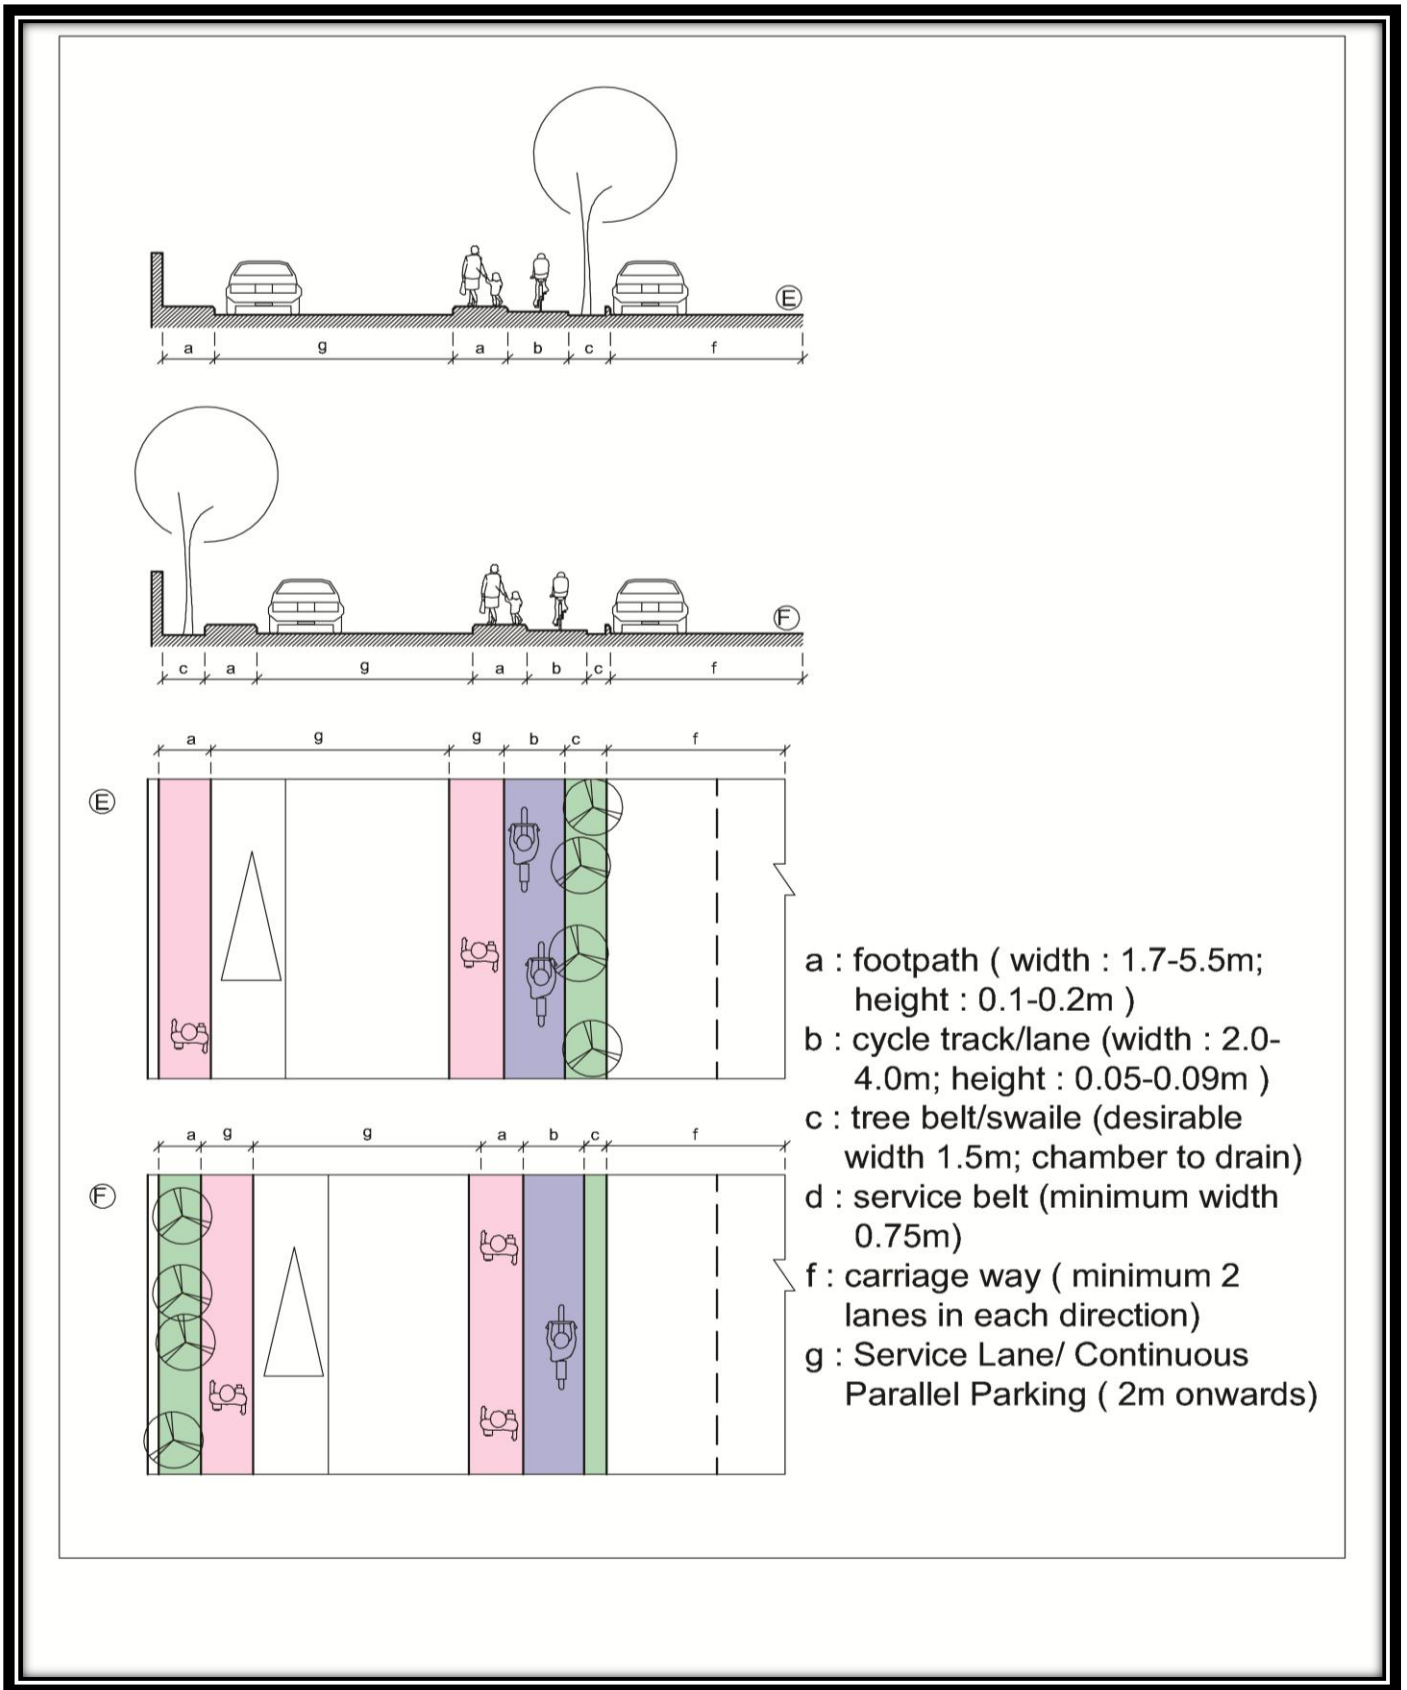 E
a g a b c f
F
c a g a b c f
a g g b c f
E
a : footpath ( width : 1.7-5.5m;
height : 0.1-0.2m )
b : cycle track/lane (width : 2.0-
4.0m; height : 0.05-0.09m )
c : tree belt/swaile (desirable
width 1.5m; chamber to drain)
d : service belt (minimum width
0.75m)
f : carriage way ( minimum 2
lanes in each direction)
g : Service Lane/ Continuous
Parallel Parking ( 2m onwards)
a g g a b c f
F